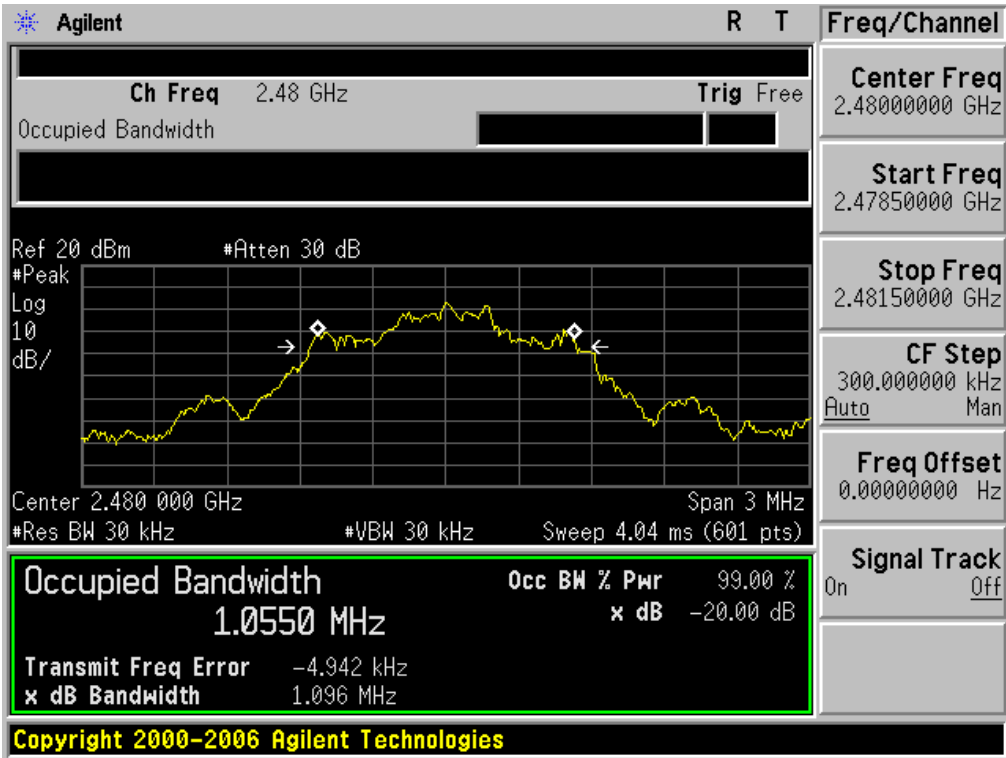 Agilent R T Freq/Channel
Ch Freq 2.48 GHz Trig Free
Occupied Bandwidth
Center Freq
2.48000000 GHz
Start Freq
2.47850000 GHz
Stop Freq
2.48150000 GHz
CF Step
300.000000 kHz
Auto Man
Freq Offset
0.00000000 Hz
Signal Track
On Off
Ref 20 dBm #Atten 30 dB
#Peak
Log
10
dB/
Center 2.480 000 GHz Span 3 MHz
#Res BW 30 kHz #VBW 30 kHz Sweep 4.04 ms (601 pts)
Occupied Bandwidth Occ BW % Pwr 99.00 %
1.0550 MHz x dB -20.00 dB
Transmit Freq Error -4.942 kHz
x dB Bandwidth 1.096 MHz
Copyright 2000-2006 Agilent Technologies